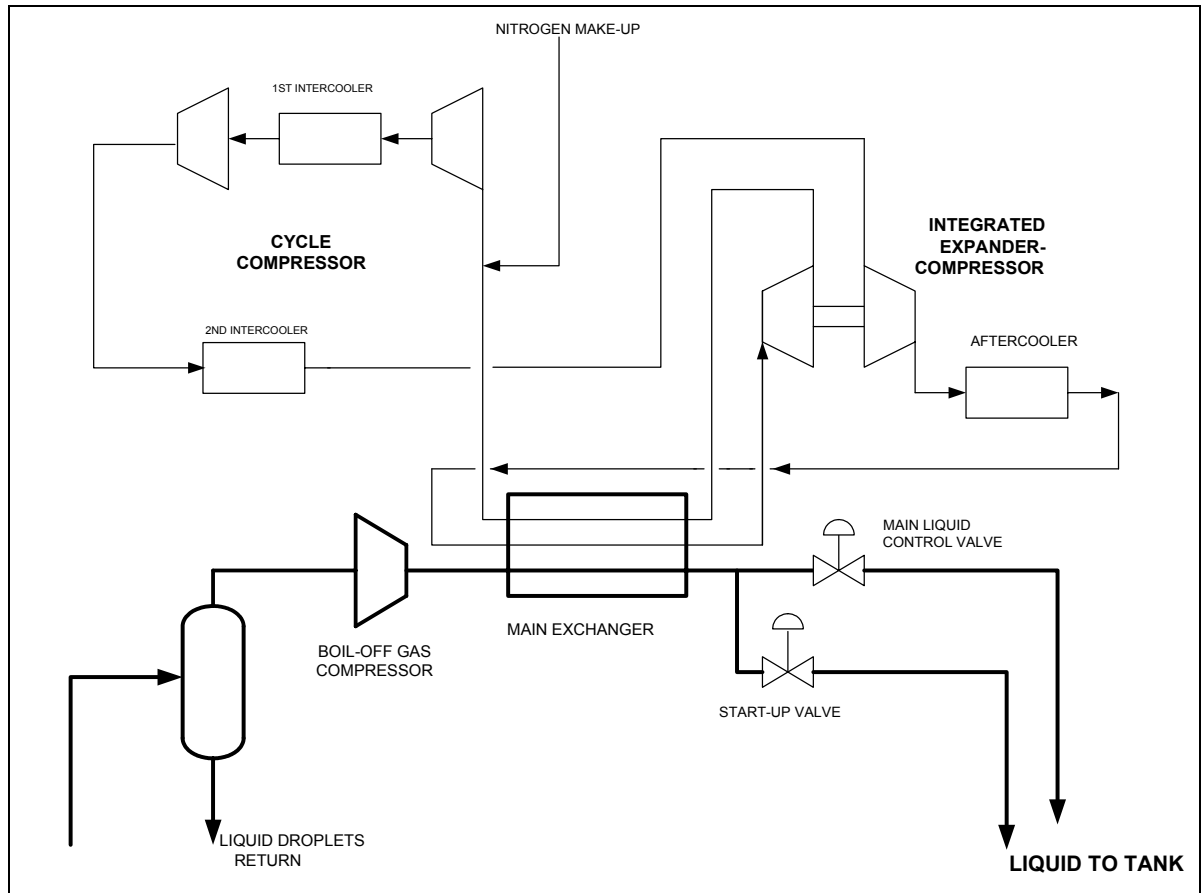 NITROGEN MAKE-UP
1ST INTERCOOLER
CYCLE
COMPRESSOR
INTEGRATED
EXPANDER-
COMPRESSOR
2ND INTERCOOLER
AFTERCOOLER
MAIN LIQUID
CONTROL VALVE
MAIN EXCHANGER
BOIL-OFF GAS
COMPRESSOR
START-UP VALVE
LIQUID DROPLETS
RETURN
LIQUID TO TANK